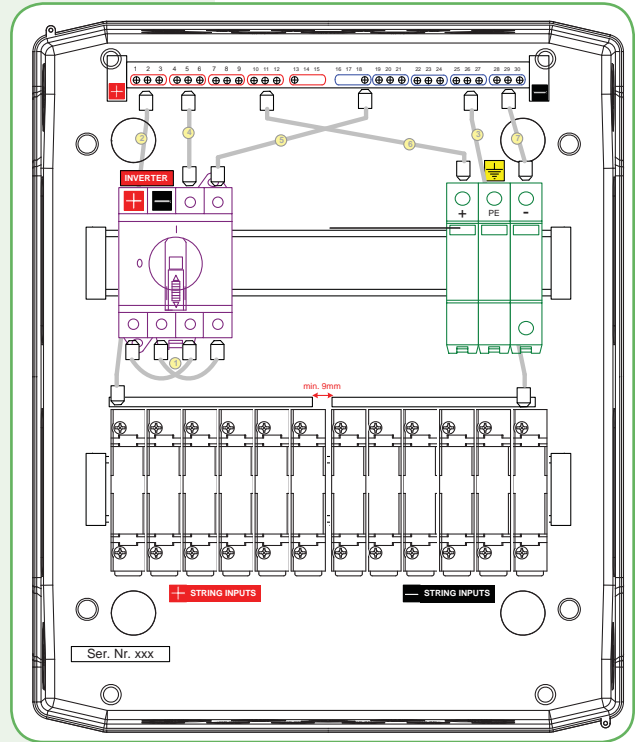 1 2 3 4 5 6 7 8 9 10 11 12 13 14 15 16 17 18 19 20 21 22 23 24 25 26 27 28 29 30
+ −
2 4 5 6 3 7
INVERTER
+ −
+ PE -
I
0
1
min. 9mm
+ STRING INPUTS
— STRING INPUTS
Ser. Nr. xxx